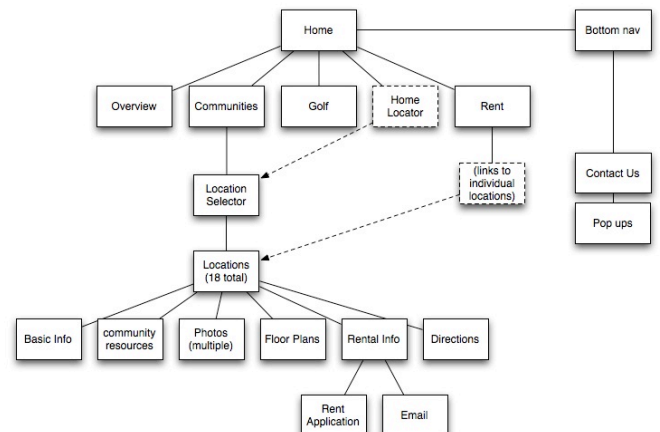 Home
Bottom nav
Overview
Communities
Golf
Home
Locator
Rent
Location
Selector
(links to
individual
locations)
Contact Us
Pop ups
Locations
(18 total)
Basic Info
community
resources
Photos
(multiple)
Floor Plans
Rental Info
Directions
Rent
Application
Email